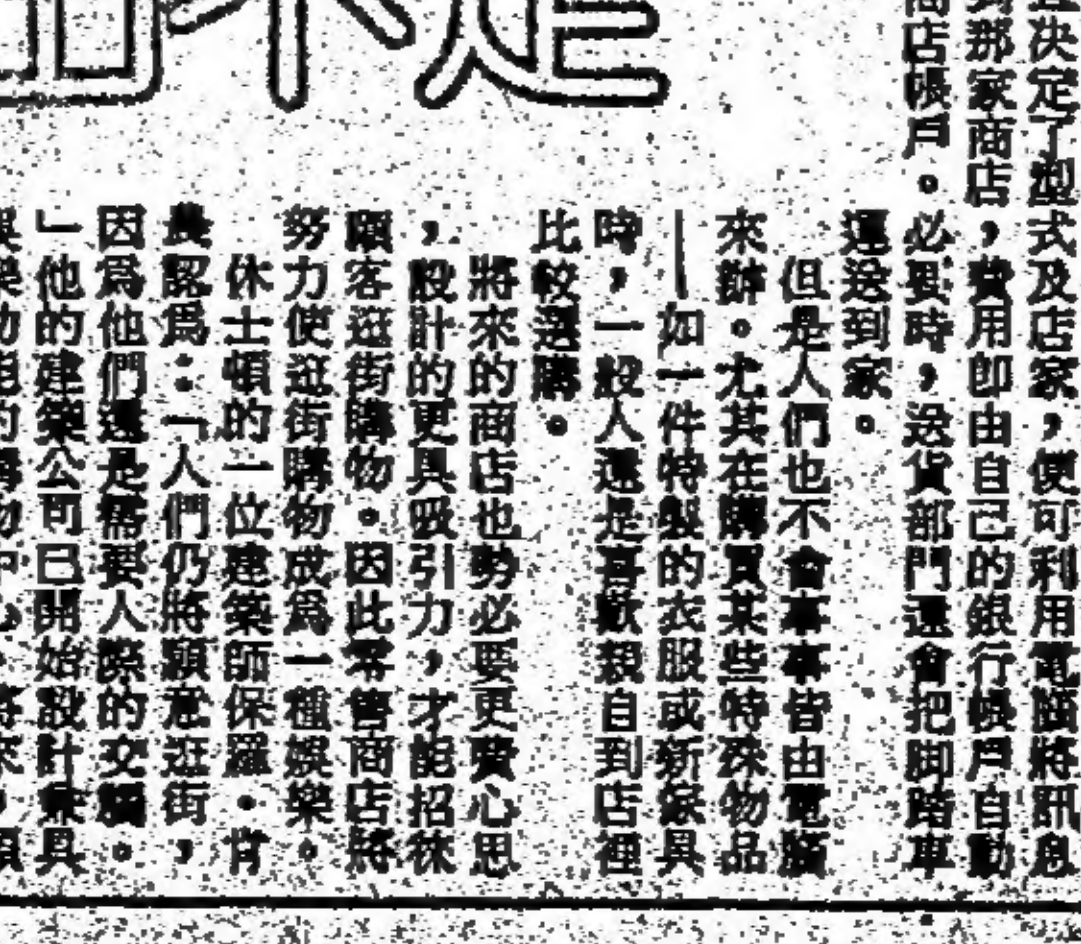 決定了型式及店家，便可利用電腦將訊息
那家商店，費用即由自己的銀行帳戶自動
商店帳戶。必要時，送貨部門還會把腳踏車
運送到家。
但是人們也不會事事皆由電腦
來辦。尤其在購買某些特殊物品
—如一件特製的衣服或新家具
時，一般人還是喜歡親自到店裡
比較選購。
將來的商店也勢必要更費心思
，設計的更具吸引力，才能招徠
顧客逛街購物。因此零售商店將
努力使逛街購物成爲一種娛樂。
休士頓的一位建築師保羅·肯
農認爲：「人們仍將願意逛街，
因爲他們還是需要人際的交觸。
」他的建築公司已開始設計兼具
不定